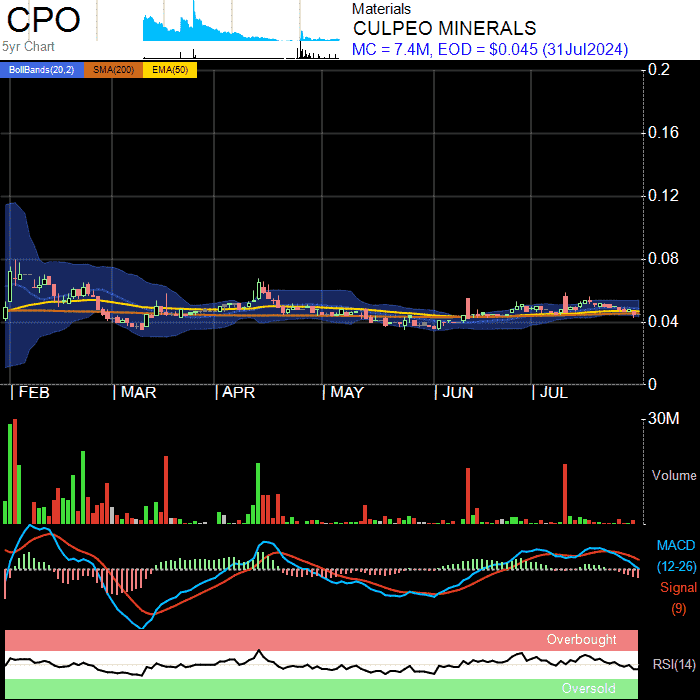 CPO
5yr Chart
Materials
CULPEO MINERALS
MC = 7.4M, EOD = $0.045 (31Jul2024)
BollBands(20,2) SMA(200) EMA(50)
0.2
0.16
0.12
0.08
0.04
0
| FEB | MAR | APR | MAY | JUN | JUL
30M
Volume
MACD
(12-26)
Signal
(9)
Overbought
RSI(14)
Oversold